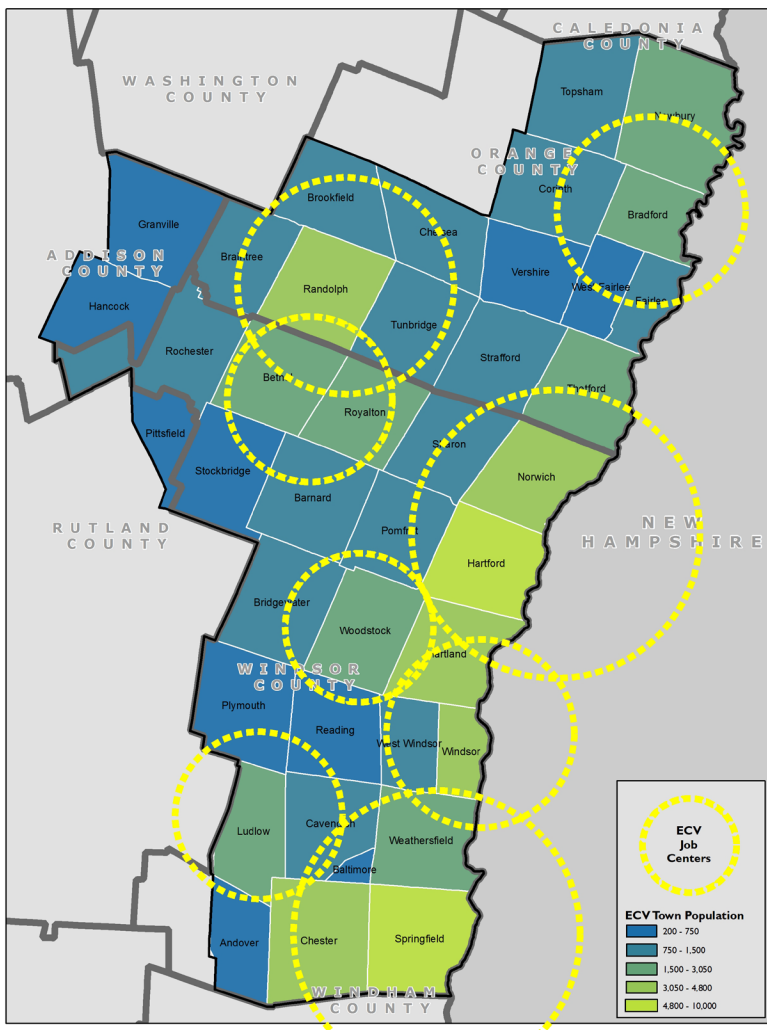 CALEDONIA
COUNTY
WASHINGTON
COUNTY
Topsham
Newbury
ORANGE
COUNTY
Corinth
Brookfield
Bradford
Granville
Chelsea
ADDISON
COUNTY
Braintree
Vershire
West Fairlee
Fairlee
Randolph
Hancock
Tunbridge
Rochester
Strafford
Bethel
Thetford
Royalton
Pittsfield
Sharon
Stockbridge
Norwich
Barnard
RUTLAND
COUNTY
NEW
HAMPSHIRE
Pomfret
Hartford
Bridgewater
Woodstock
Hartland
WINDSOR
COUNTY
Plymouth
Reading
West Windsor
Windsor
Ludlow
Cavendish
Weathersfield
Baltimore
Andover
Chester
Springfield
WINDHAM
COUNTY
ECV
Job
Centers
ECV Town Population
200 - 750
750 - 1,500
1,500 - 3,050
3,050 - 4,800
4,800 - 10,000